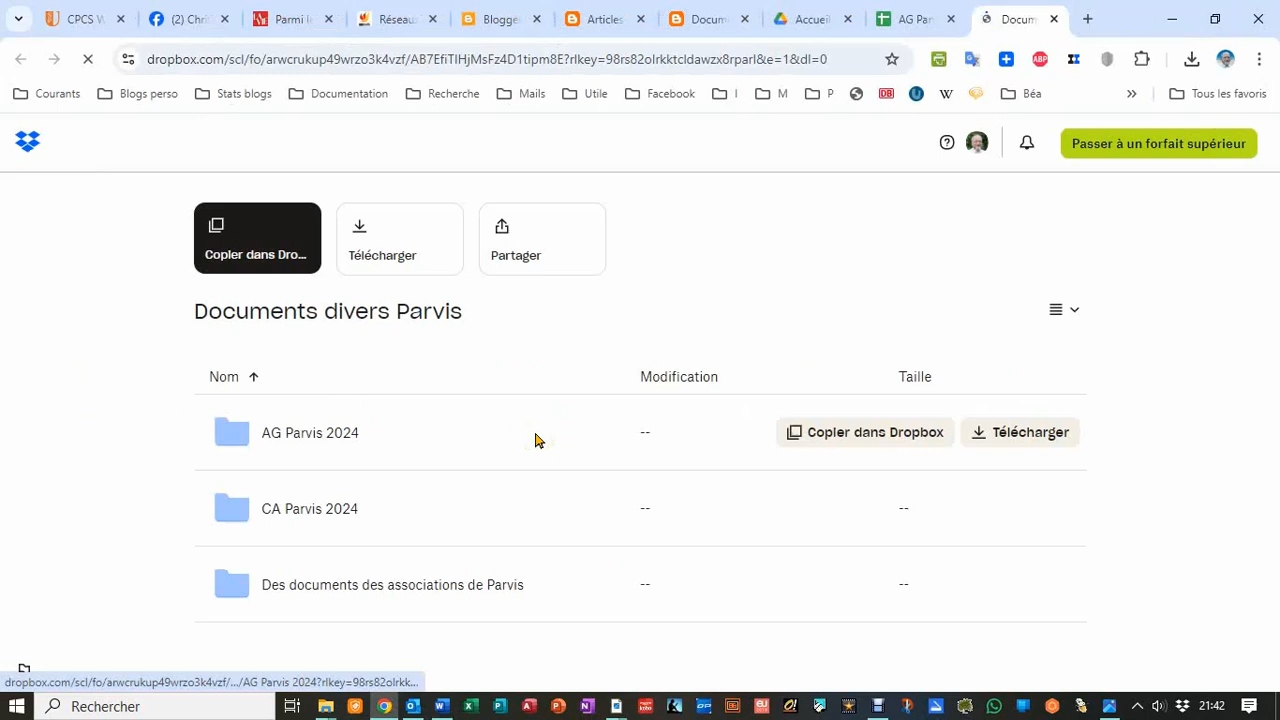 CPCS W
(2) Chri
Parmi le
Réseau
Blogge
Articles
Docum
Accueil
AG Par
Docum
dropbox.com/scl/fo/arwcrukup49wrzo3k4vzf/AB7EfiTlHjMsFz4D1tipm8E?rlkey=98rs82olrkktcldawzx8rparl&e=1&dl=0
Courants
Blogs perso
Stats blogs
Documentation
Recherche
Mails
Utile
Facebook
I
M
P
Béa
Tous les favoris
Passer à un forfait supérieur
Copier dans Dro...
Télécharger
Partager
Documents divers Parvis
Nom
Modification
Taille
AG Parvis 2024
--
Copier dans Dropbox
Télécharger
CA Parvis 2024
--
--
Des documents des associations de Parvis
--
--
dropbox.com/scl/fo/arwcrukup49wrzo3k4vzf/.../AG Parvis 2024?rlkey=98rs82olrkk...
Rechercher
21:42